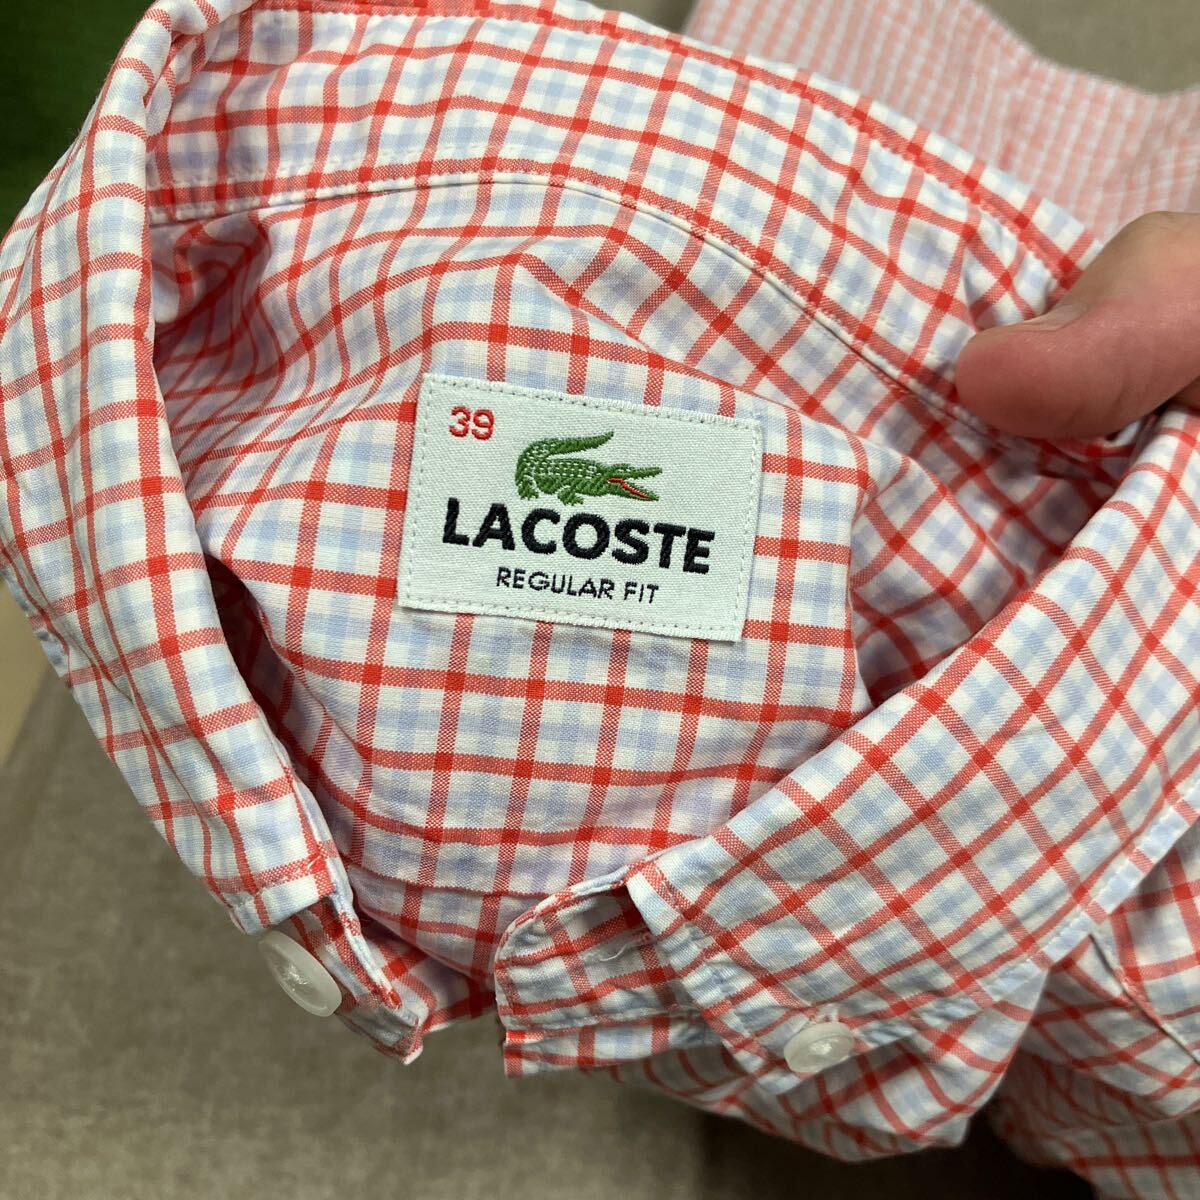 39
LACOSTE
REGULAR FIT